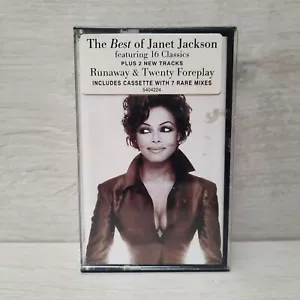 The Best of Janet Jackson
featuring 16 Classics
PLUS 2 NEW TRACKS
Runaway & Twenty Foreplay
INCLUDES CASSETTE WITH 7 RARE MIXES
5404224